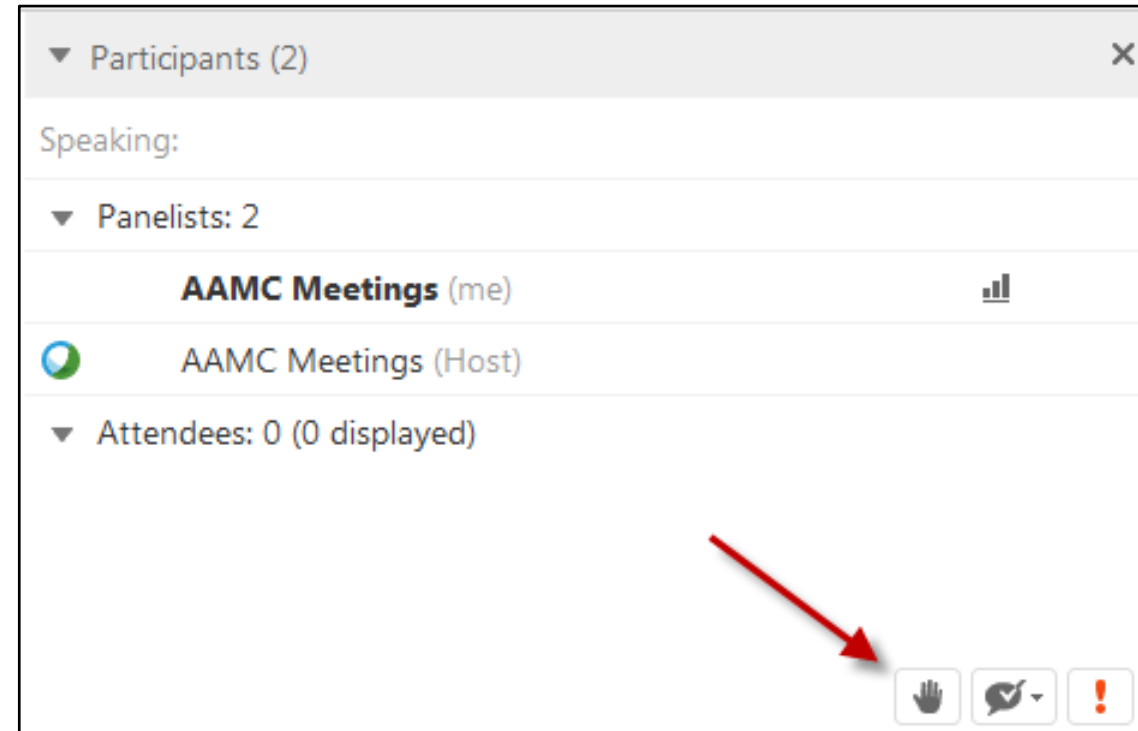 Participants (2)
Speaking:
Panelists: 2
AAMC Meetings (me)
AAMC Meetings (Host)
Attendees: 0 (0 displayed)